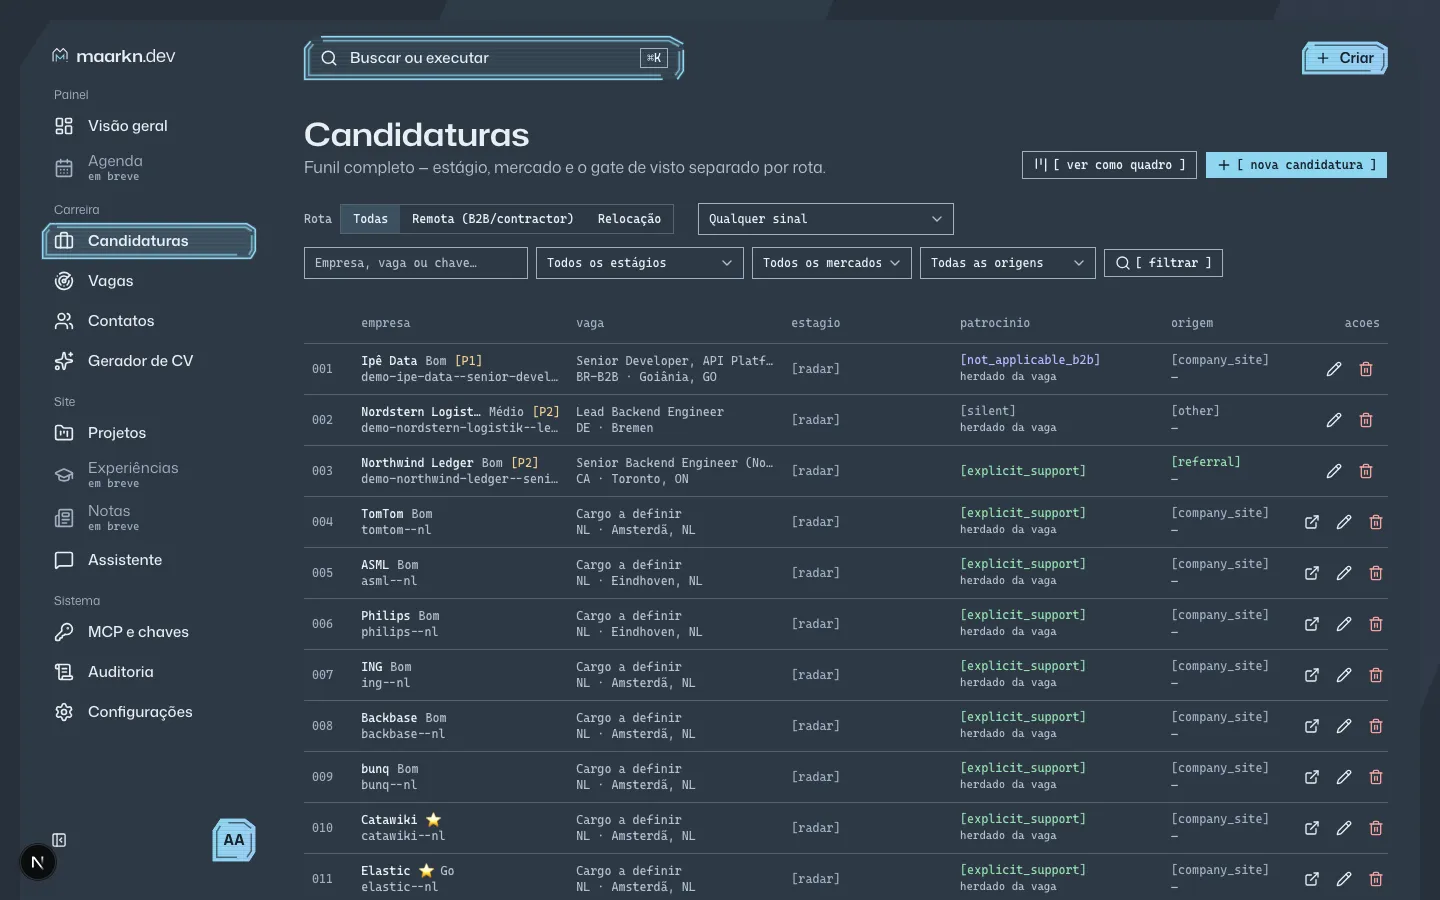 maarkn.dev
Buscar ou executar
⌘K
+ Criar
Painel
Visão geral
Agenda
em breve
Carreira
Candidaturas
Vagas
Contatos
Gerador de CV
Site
Projetos
Experiências
em breve
Notas
em breve
Assistente
Sistema
MCP e chaves
Auditoria
Configurações
AA
N
Candidaturas
Funil completo — estágio, mercado e o gate de visto separado por rota.
[ ver como quadro ]
+ [ nova candidatura ]
Rota
Todas
Remota (B2B/contractor)
Relocação
Qualquer sinal
Empresa, vaga ou chave…
Todos os estágios
Todos os mercados
Todas as origens
[ filtrar ]
empresa vaga estagio patrocinio origem acoes
001 Ipê Data Bom [P1] Senior Developer, API Platf… [radar] [not_applicable_b2b] [company_site]
demo-ipe-data--senior-devel… BR-B2B · Goiânia, GO herdado da vaga —
002 Nordstern Logist… Médio [P2] Lead Backend Engineer [radar] [silent] [other]
demo-nordstern-logistik--le… DE · Bremen herdado da vaga —
003 Northwind Ledger Bom [P2] Senior Backend Engineer (No… [radar] [explicit_support] [referral]
demo-northwind-ledger--seni… CA · Toronto, ON —
004 TomTom Bom Cargo a definir [radar] [explicit_support] [company_site]
tomtom--nl NL · Amsterdã, NL herdado da vaga —
005 ASML Bom Cargo a definir [radar] [explicit_support] [company_site]
asml--nl NL · Eindhoven, NL herdado da vaga —
006 Philips Bom Cargo a definir [radar] [explicit_support] [company_site]
philips--nl NL · Eindhoven, NL herdado da vaga —
007 ING Bom Cargo a definir [radar] [explicit_support] [company_site]
ing--nl NL · Amsterdã, NL herdado da vaga —
008 Backbase Bom Cargo a definir [radar] [explicit_support] [company_site]
backbase--nl NL · Amsterdã, NL herdado da vaga —
009 bunq Bom Cargo a definir [radar] [explicit_support] [company_site]
bunq--nl NL · Amsterdã, NL herdado da vaga —
010 Catawiki ⭐ Cargo a definir [radar] [explicit_support] [company_site]
catawiki--nl NL · Amsterdã, NL herdado da vaga —
011 Elastic ⭐ Go Cargo a definir [radar] [explicit_support] [company_site]
elastic--nl NL · Amsterdã, NL herdado da vaga —